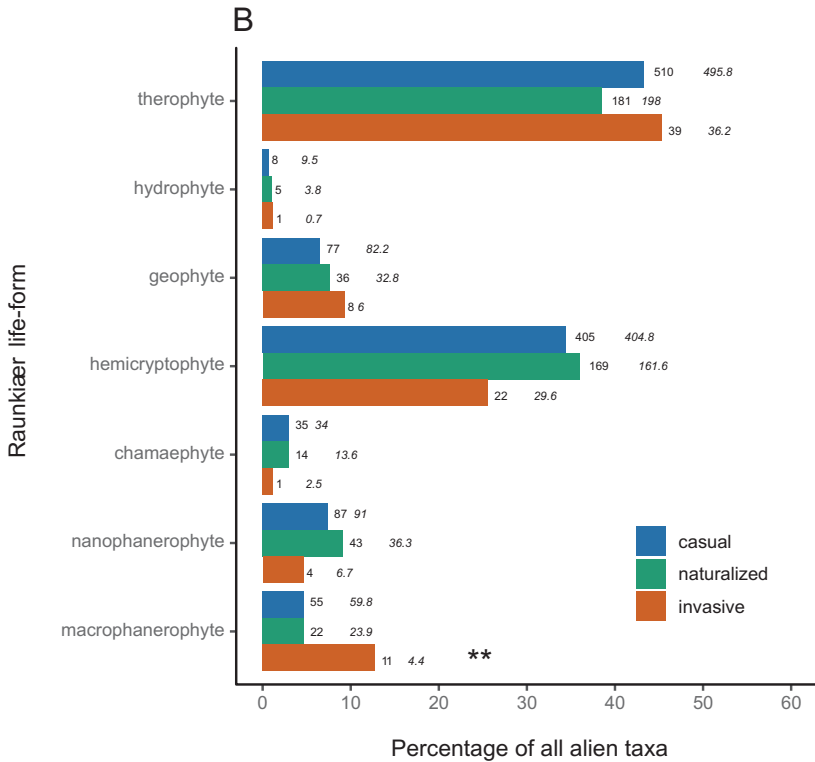 B
therophyte
510 495.8
181 198
39 36.2
hydrophyte
8 9.5
5 3.8
1 0.7
geophyte
77 82.2
36 32.8
8 6
hemicryptophyte
405 404.8
169 161.6
22 29.6
chamaephyte
35 34
14 13.6
1 2.5
nanophanerophyte
87 91
43 36.3
4 6.7
macrophanerophyte
55 59.8
22 23.9
11 4.4 **
Raunkiær life-form
casual
naturalized
invasive
0 10 20 30 40 50 60
Percentage of all alien taxa